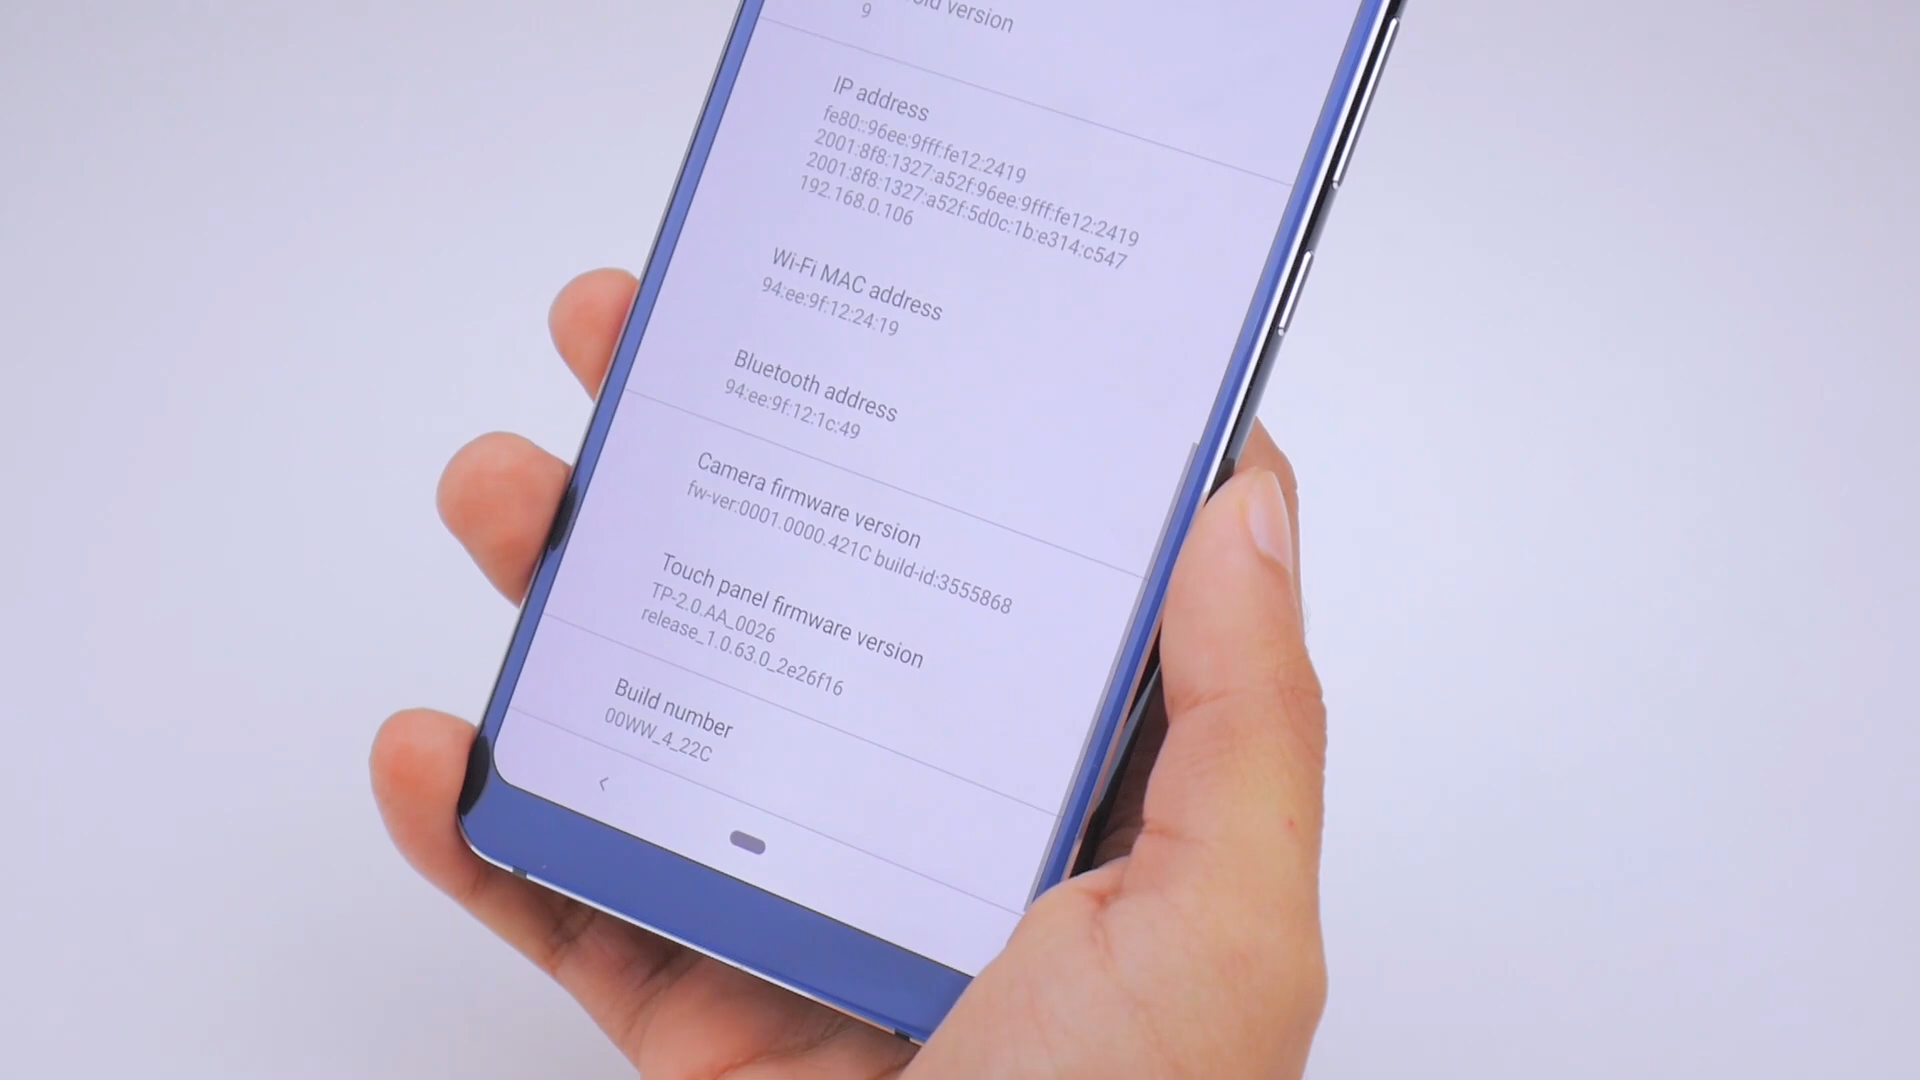 version
9
IP address
fe80::96ee:9fff:fe12:2419
2001:8f8:1327:a52f:96ee:9fff:fe12:2419
2001:8f8:1327:a52f:5d0c:1b:e314:c547
192.168.0.106
Wi-Fi MAC address
94:ee:9f:12:24:19
Bluetooth address
94:ee:9f:12:1c:49
Camera firmware version
fw-ver:0001.0000.421C build-id:3555868
Touch panel firmware version
TP-2.0.AA_0026
release_1.0.63.0_2e26f16
Build number
00WW_4_22C